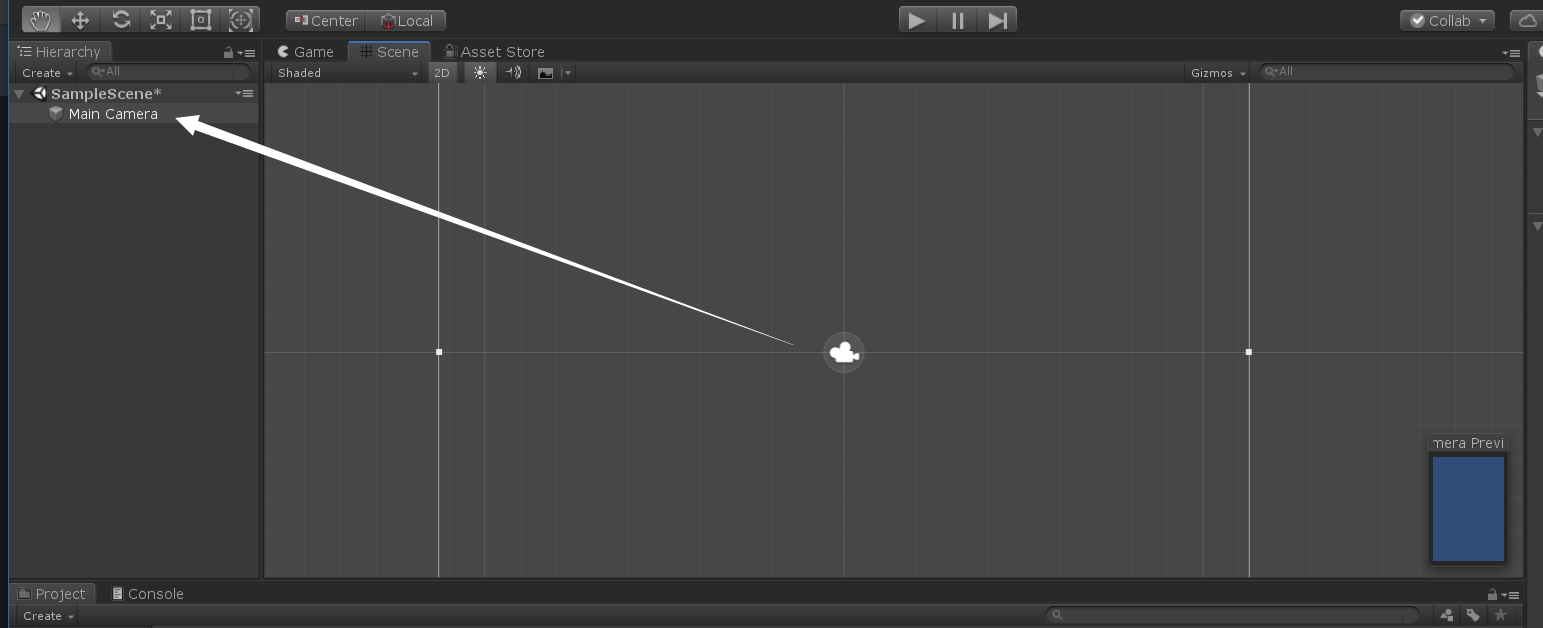 Center Local Collab
Hierarchy Game Scene Asset Store
Create All Shaded 2D Gizmos All
SampleScene*
Main Camera
mera Previ
Project Console
Create